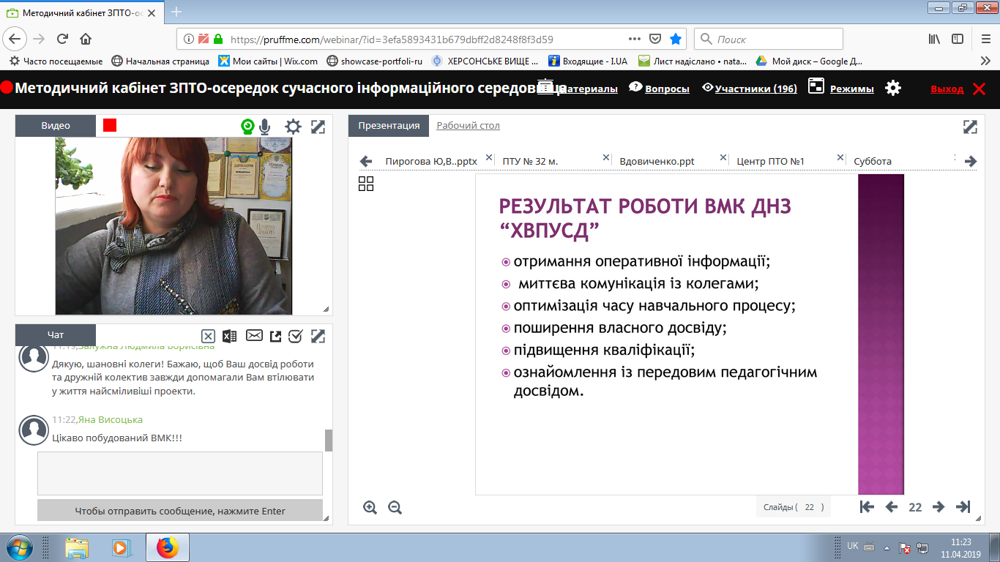 Методичний кабінет ЗПТО-ос
https://pruffme.com/webinar/?id=3efa5893431b679dbff2d8248f8f3d59
Поиск
Часто посещаемые
Начальная страница
Мои сайты | Wix.com
showcase-portfoli-ru
ХЕРСОНСЬКЕ ВИЩЕ ...
Входящие - I.UA
Лист надіслано • nata...
Мой диск – Google Д...
Методичний кабінет ЗПТО-осередок сучасного інформаційного середовища
Материалы
Вопросы
Участники (196)
Режимы
Выход
Видео
Презентация
Рабочий стол
Пирогова Ю,В..pptx
ПТУ № 32 м.
Вдовиченко.ppt
Центр ПТО №1
Суббота
РЕЗУЛЬТАТ РОБОТИ ВМК ДНЗ
“ХВПУСД”
отримання оперативної інформації;
миттєва комунікація із колегами;
оптимізація часу навчального процесу;
поширення власного досвіду;
підвищення кваліфікації;
ознайомлення із передовим педагогічним
досвідом.
Чат
11:19,Залужна Людмила Борисівна
Дякую, шановні колеги! Бажаю, щоб Ваш досвід роботи
та дружній колектив завжди допомагали Вам втілювати
у життя найсміливіші проекти.
11:22,Яна Висоцька
Цікаво побудований ВМК!!!
Чтобы отправить сообщение, нажмите Enter
Слайды ( 22 )
22
UK
11:23
11.04.2019